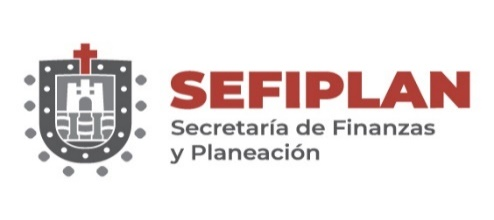 SEFIPLAN
Secretaría de Finanzas
y Planeación